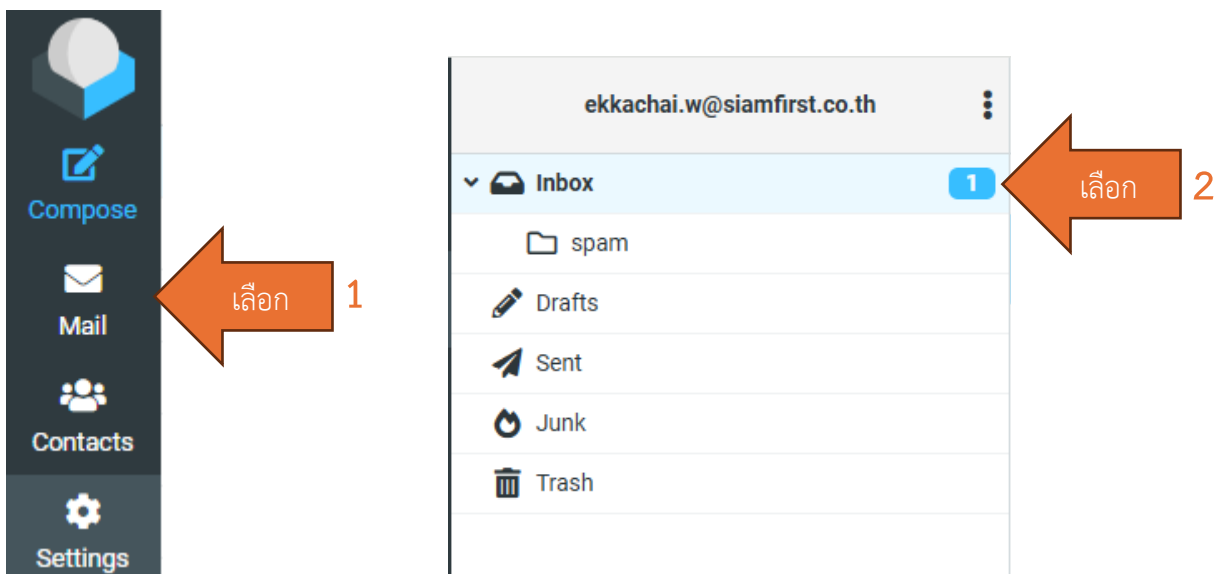 Compose
Mail
Contacts
Settings
เลือก 1
ekkachai.w@siamfirst.co.th
Inbox 1
spam
Drafts
Sent
Junk
Trash
เลือก 2